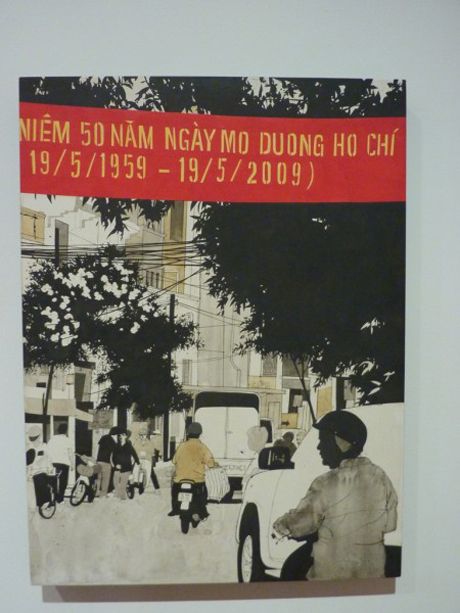 NIÊM 50 NĂM NGÀY MO DUONG HO CHÍ
19/5/1959 - 19/5/2009)